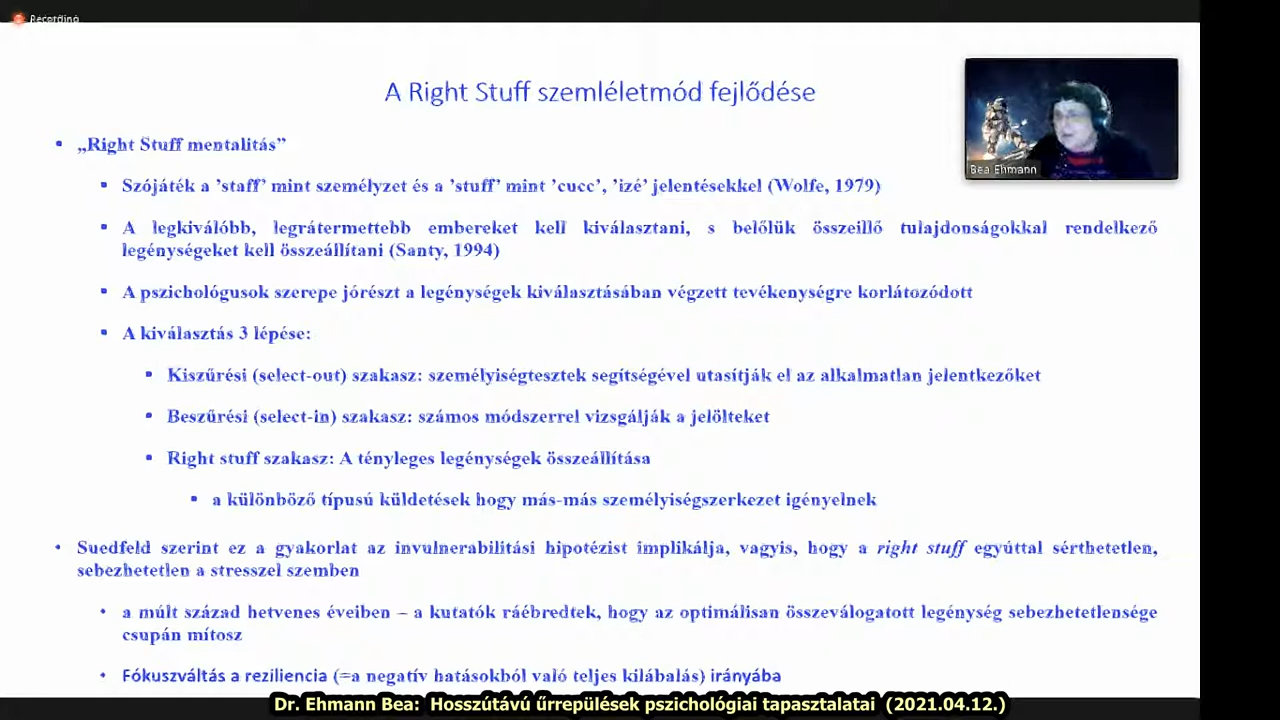 Recording
A Right Stuff szemléletmód fejlődése
Bea Ehmann
▪ „Right Stuff mentalitás”
▪ Szójáték a ’staff’ mint személyzet és a ’stuff’ mint ’cucc’, ’izé’ jelentésekkel (Wolfe, 1979)
▪ A legkiválóbb, legrátermettebb embereket kell kiválasztani, s belőlük összeillő tulajdonságokkal rendelkező
legénységeket kell összeállítani (Santy, 1994)
▪ A pszichológusok szerepe jórészt a legénységek kiválasztásában végzett tevékenységre korlátozódott
▪ A kiválasztás 3 lépése:
▪ Kiszűrési (select-out) szakasz: személyiségtesztek segítségével utasítják el az alkalmatlan jelentkezőket
▪ Beszűrési (select-in) szakasz: számos módszerrel vizsgálják a jelölteket
▪ Right stuff szakasz: A tényleges legénységek összeállítása
▪ a különböző típusú küldetések hogy más-más személyiségszerkezet igényelnek
• Suedfeld szerint ez a gyakorlat az invulnerabilitási hipotézist implikálja, vagyis, hogy a right stuff egyúttal sérthetetlen,
sebezhetetlen a stresszel szemben
• a múlt század hetvenes éveiben – a kutatók ráébredtek, hogy az optimálisan összeválogatott legénység sebezhetetlensége
csupán mítosz
• Fókuszváltás a reziliencia (=a negatív hatásokból való teljes kilábalás) irányába
Dr. Ehmann Bea: Hosszútávú űrrepülések pszichológiai tapasztalatai (2021.04.12.)